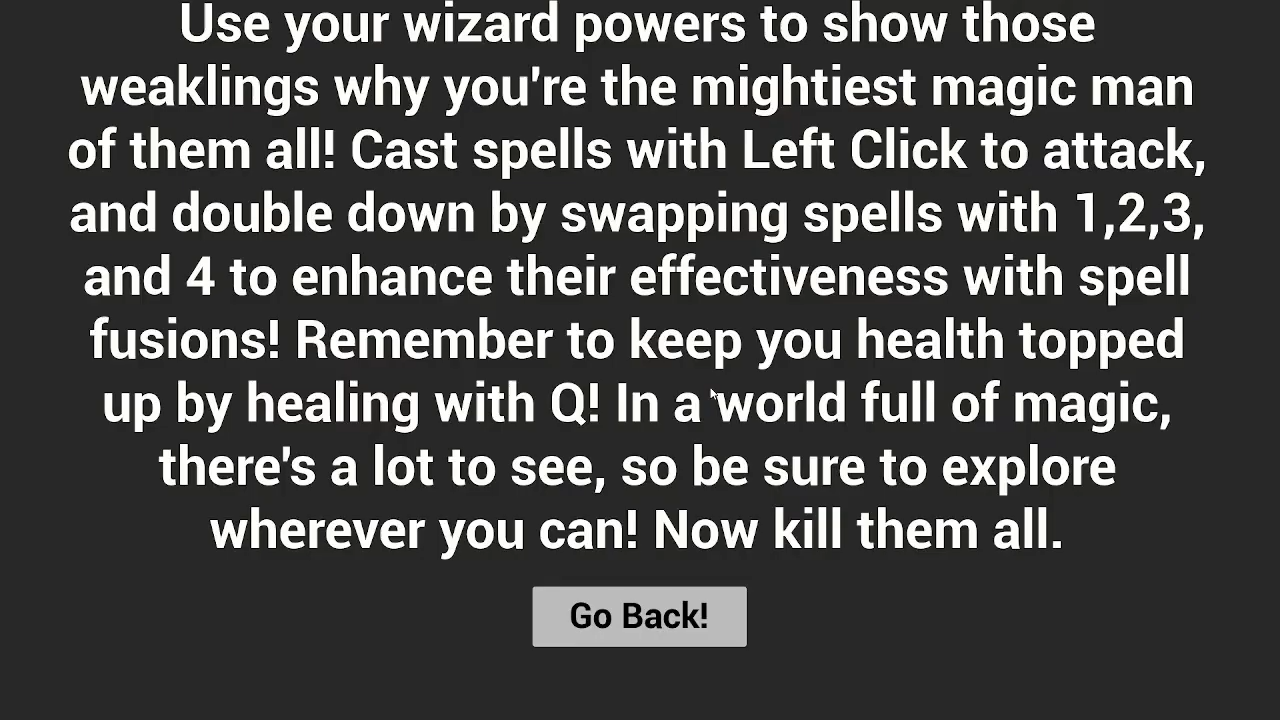 Use your wizard powers to show those
weaklings why you're the mightiest magic man
of them all! Cast spells with Left Click to attack,
and double down by swapping spells with 1,2,3,
and 4 to enhance their effectiveness with spell
fusions! Remember to keep you health topped
up by healing with Q! In a world full of magic,
there's a lot to see, so be sure to explore
wherever you can! Now kill them all.
Go Back!